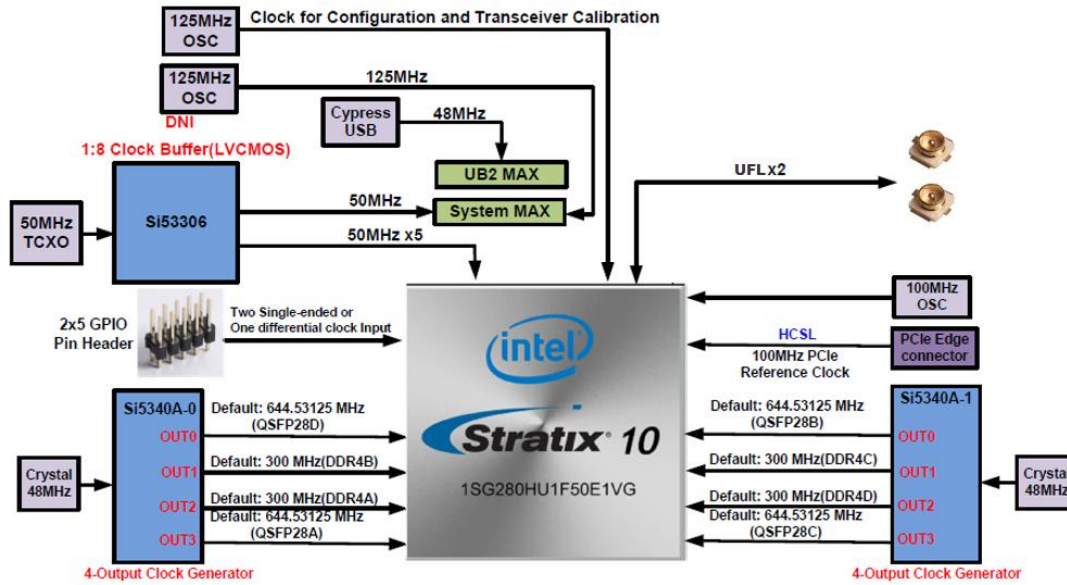 125MHz
OSC
Clock for Configuration and Transceiver Calibration
125MHz
OSC
125MHz
DNI
Cypress
USB
48MHz
1:8 Clock Buffer(LVCMOS)
UB2 MAX
UFLx2
50MHz
TCXO
Si53306
50MHz
System MAX
50MHz x5
100MHz
OSC
2x5 GPIO
Pin Header
Two Single-ended or
One differential clock Input
HCSL
100MHz PCIe
Reference Clock
PCIe Edge
connector
intel
Stratix 10
1SG280HU1F50E1VG
Si5340A-0
Default: 644.53125 MHz
(QSFP28D)
OUT0
Default: 300 MHz(DDR4B)
OUT1
Default: 300 MHz(DDR4A)
OUT2
Default: 644.53125 MHz
(QSFP28A)
OUT3
Crystal
48MHz
4-Output Clock Generator
Si5340A-1
Default: 644.53125 MHz
(QSFP28B)
OUT0
Default: 300 MHz(DDR4C)
OUT1
Default: 300 MHz(DDR4D)
OUT2
Default: 644.53125 MHz
(QSFP28C)
OUT3
Crysta
48MHz
4-Output Clock Generator